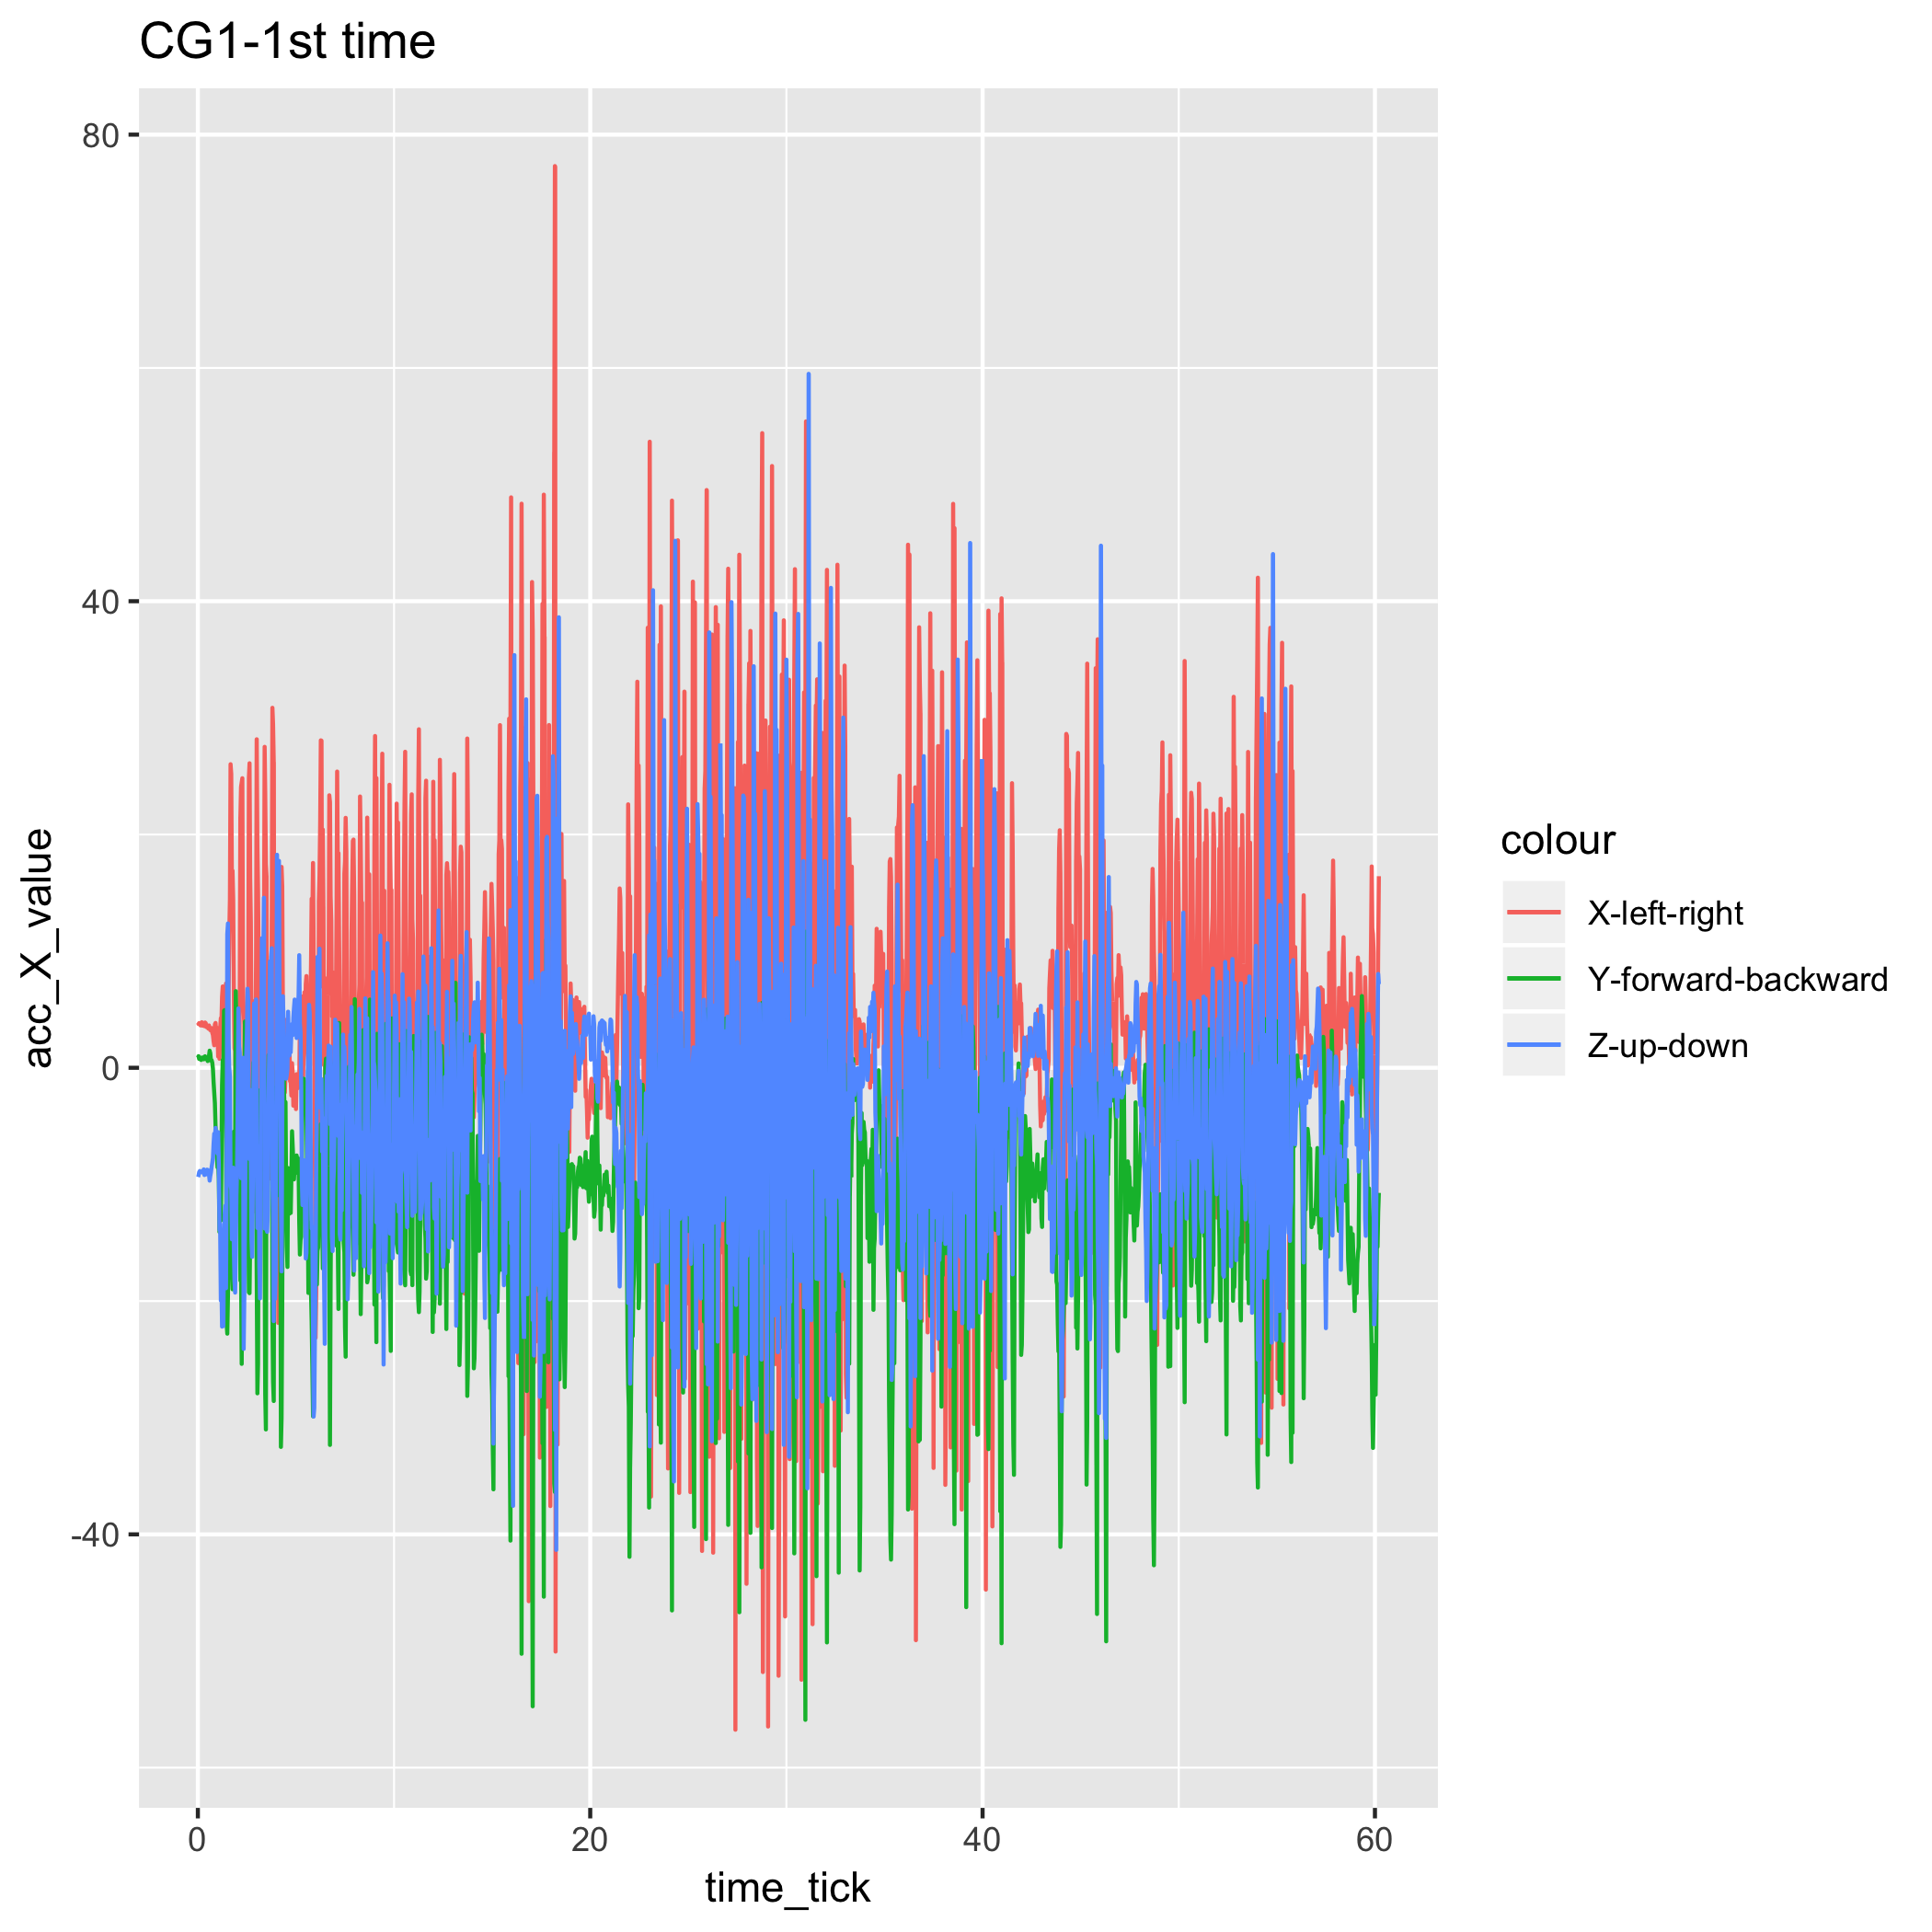 CG1-1st time
80
40
0
-40
acc_X_value
0 20 40 60
time_tick
colour
X-left-right
Y-forward-backward
Z-up-down